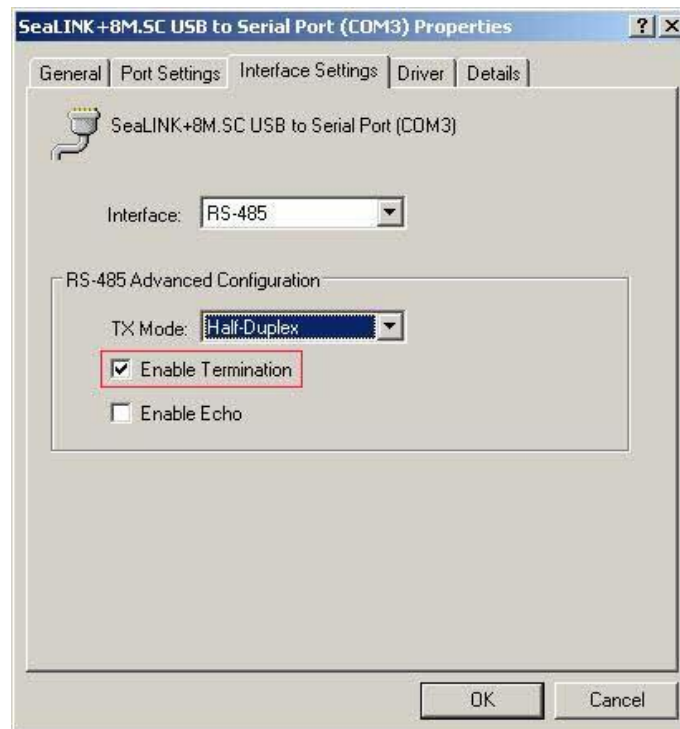 SeaLINK+8M.SC USB to Serial Port (COM3) Properties
General Port Settings Interface Settings Driver Details
SeaLINK+8M.SC USB to Serial Port (COM3)
Interface: RS-485
RS-485 Advanced Configuration
TX Mode: Half-Duplex
Enable Termination
Enable Echo
OK Cancel